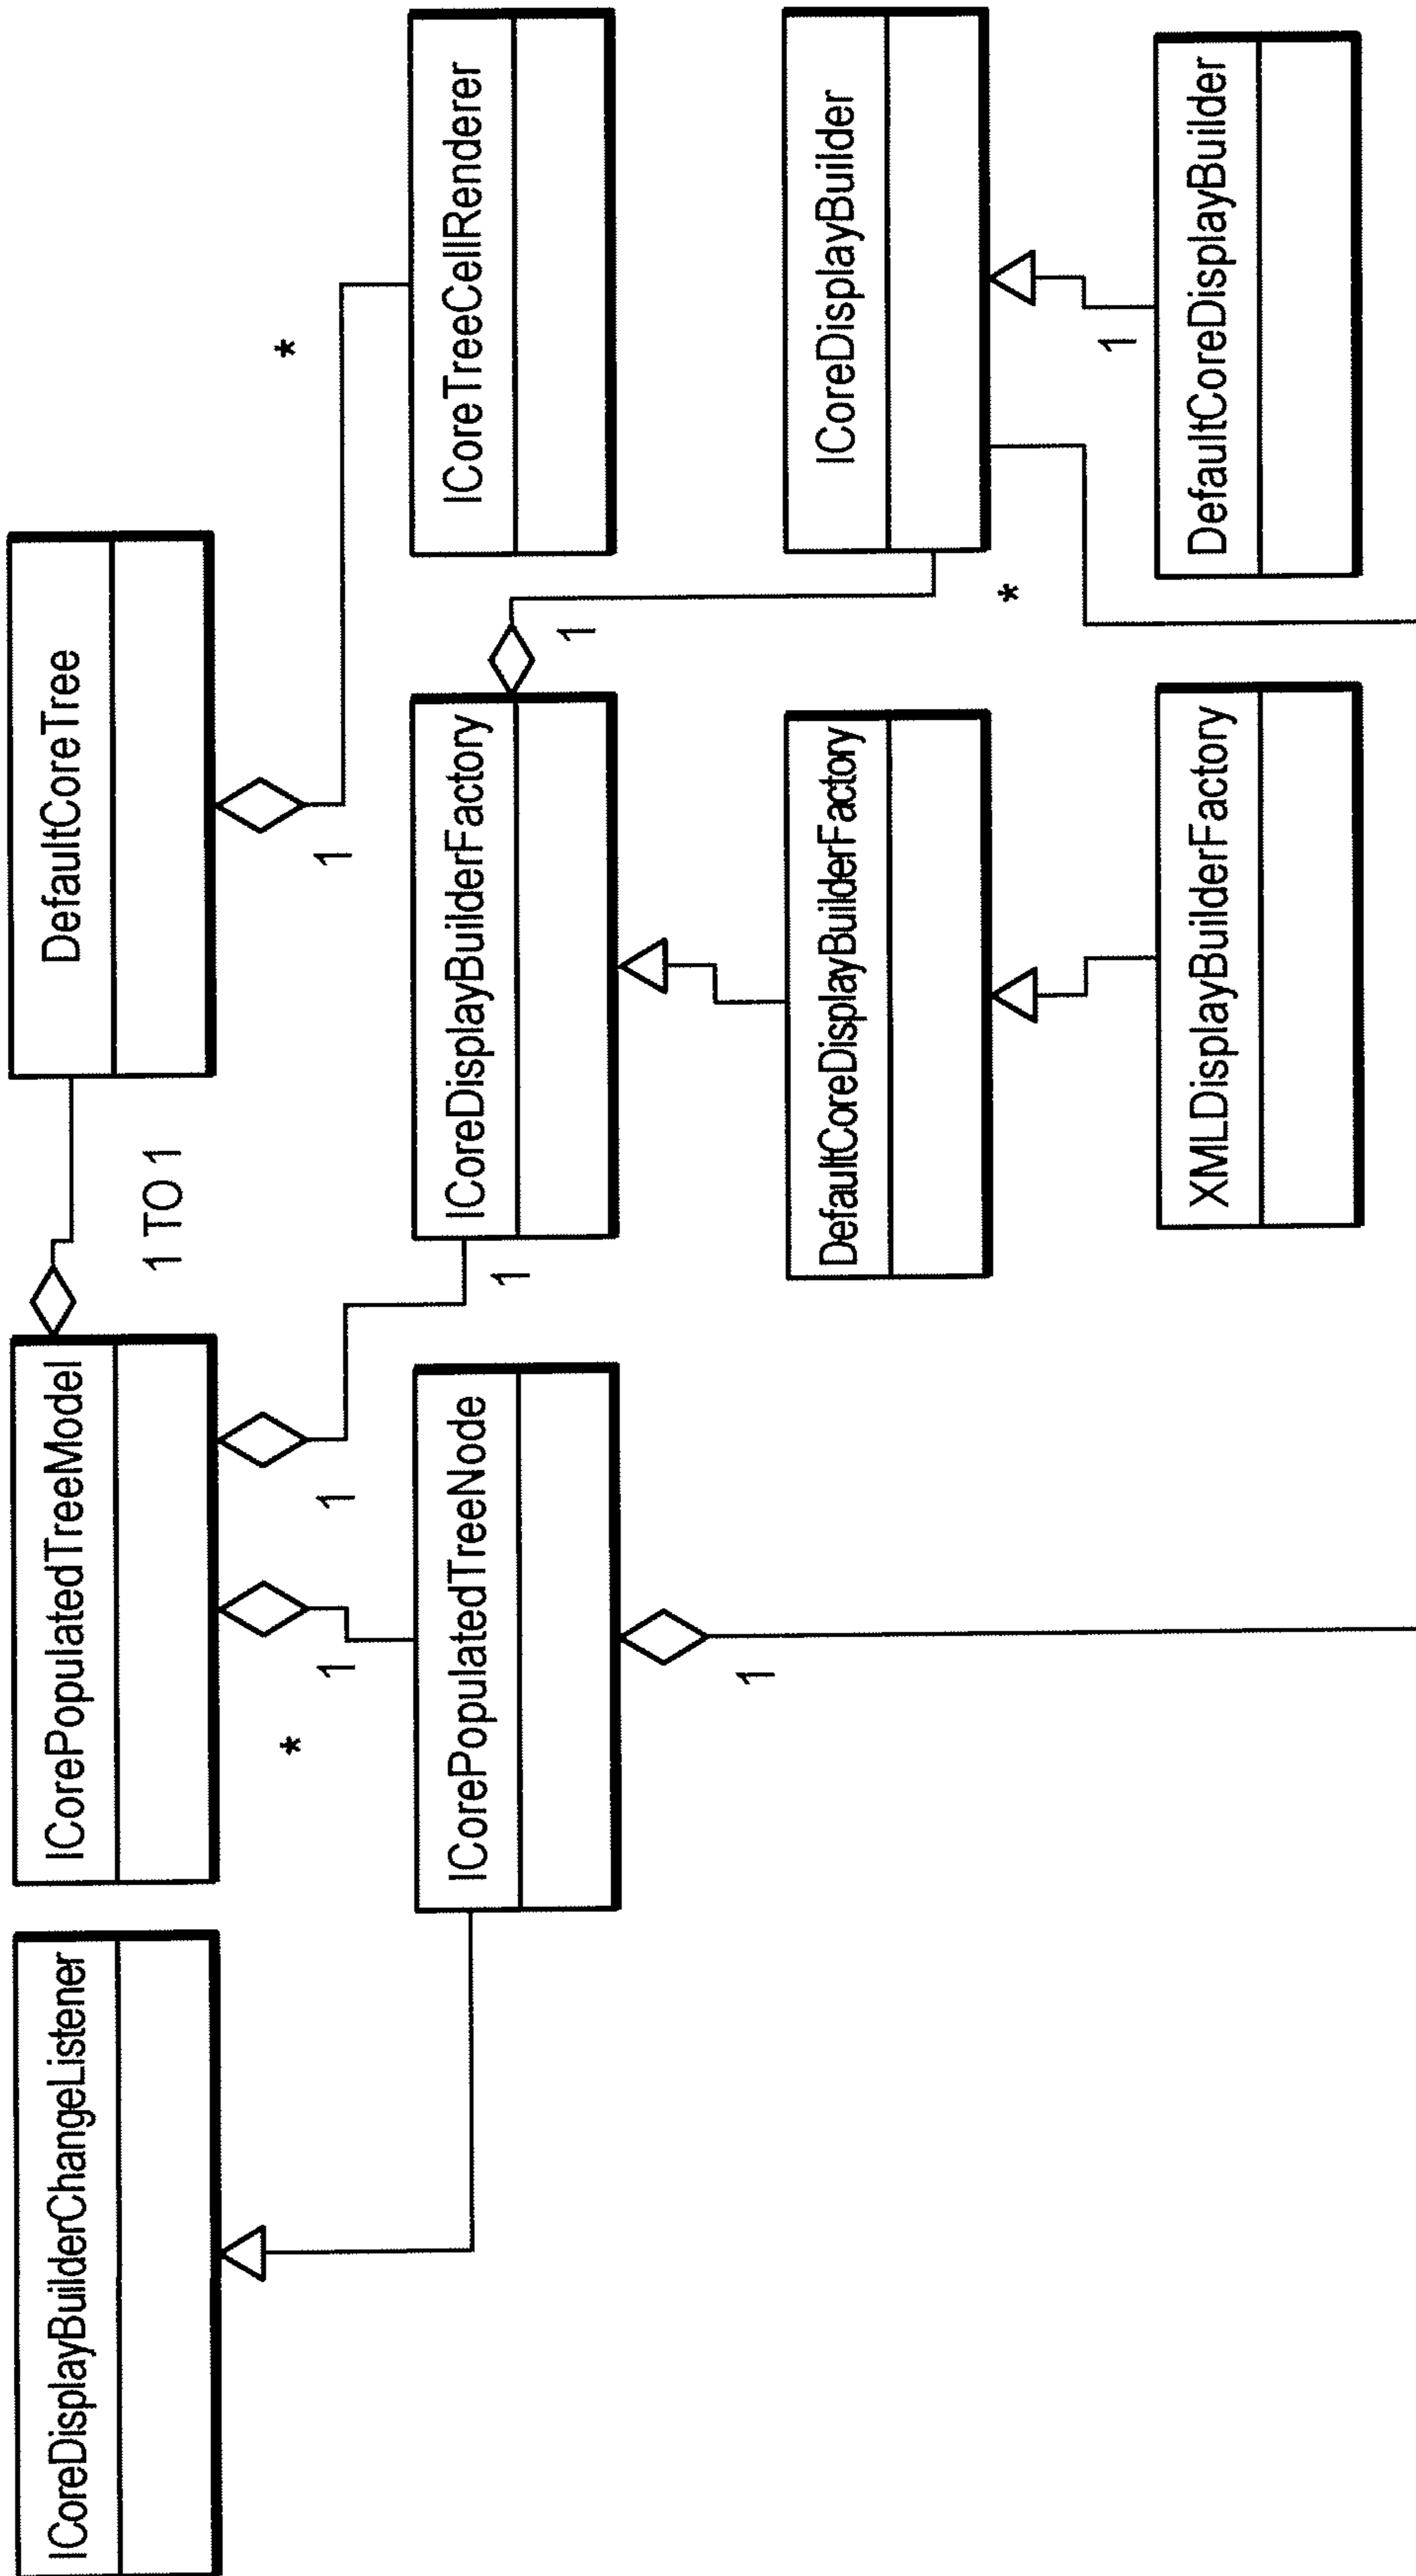 ICoreDisplayBuilderChangeListener
ICorePopulatedTreeModel
1 TO 1
DefaultCoreTree
*
1
1
1
1
*
ICorePopulatedTreeNode
ICoreDisplayBuilderFactory
ICoreTreeCellRenderer
1
1
*
DefaultCoreDisplayBuilderFactory
ICoreDisplayBuilder
1
XMLDisplayBuilderFactory
DefaultCoreDisplayBuilder